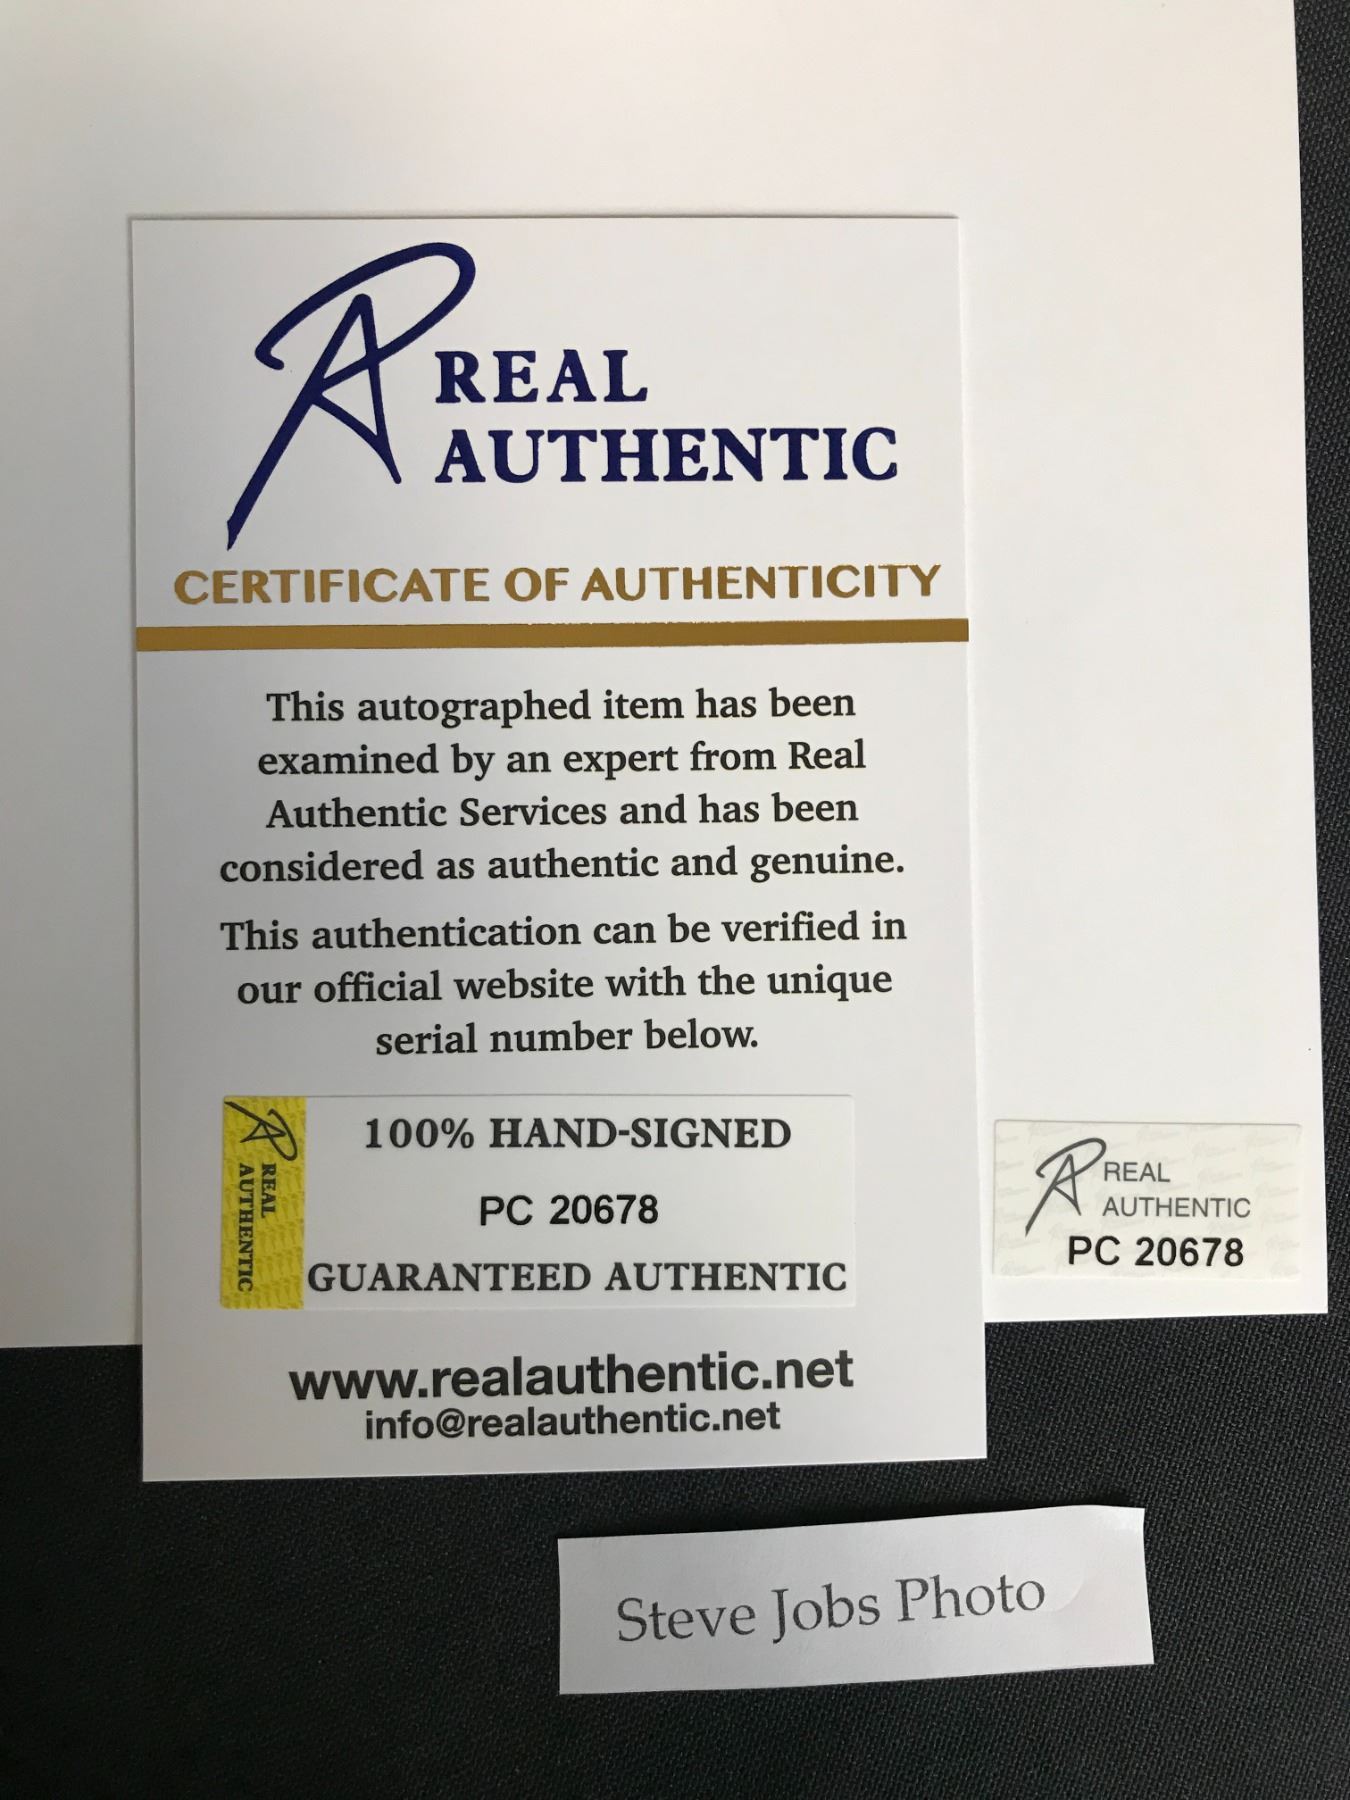 REAL
AUTHENTIC
CERTIFICATE OF AUTHENTICITY
This autographed item has been
examined by an expert from Real
Authentic Services and has been
considered as authentic and genuine.
This authentication can be verified in
our official website with the unique
serial number below.
REAL
AUTHENTIC
100% HAND-SIGNED
PC 20678
GUARANTEED AUTHENTIC
www.realauthentic.net
info@realauthentic.net
REAL
AUTHENTIC
PC 20678
Steve Jobs Photo